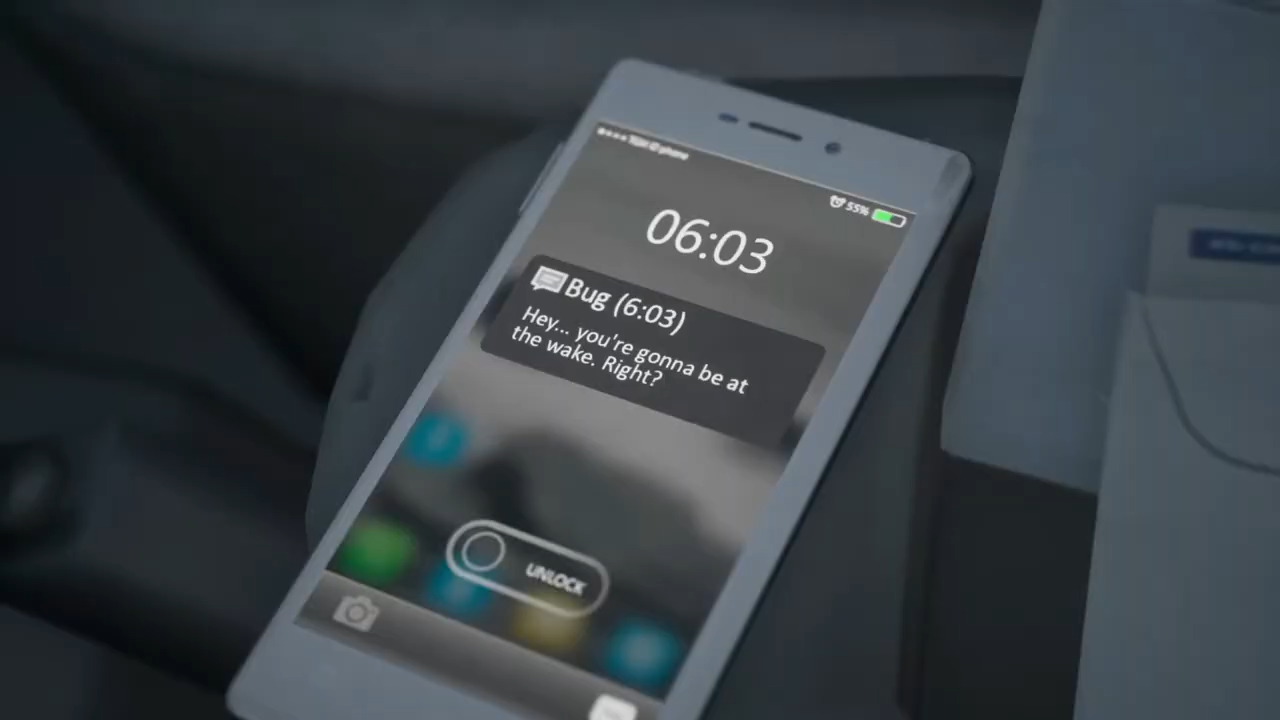 55%
06:03
Bug (6:03)
Hey... you're gonna be at
the wake. Right?
UNLOCK